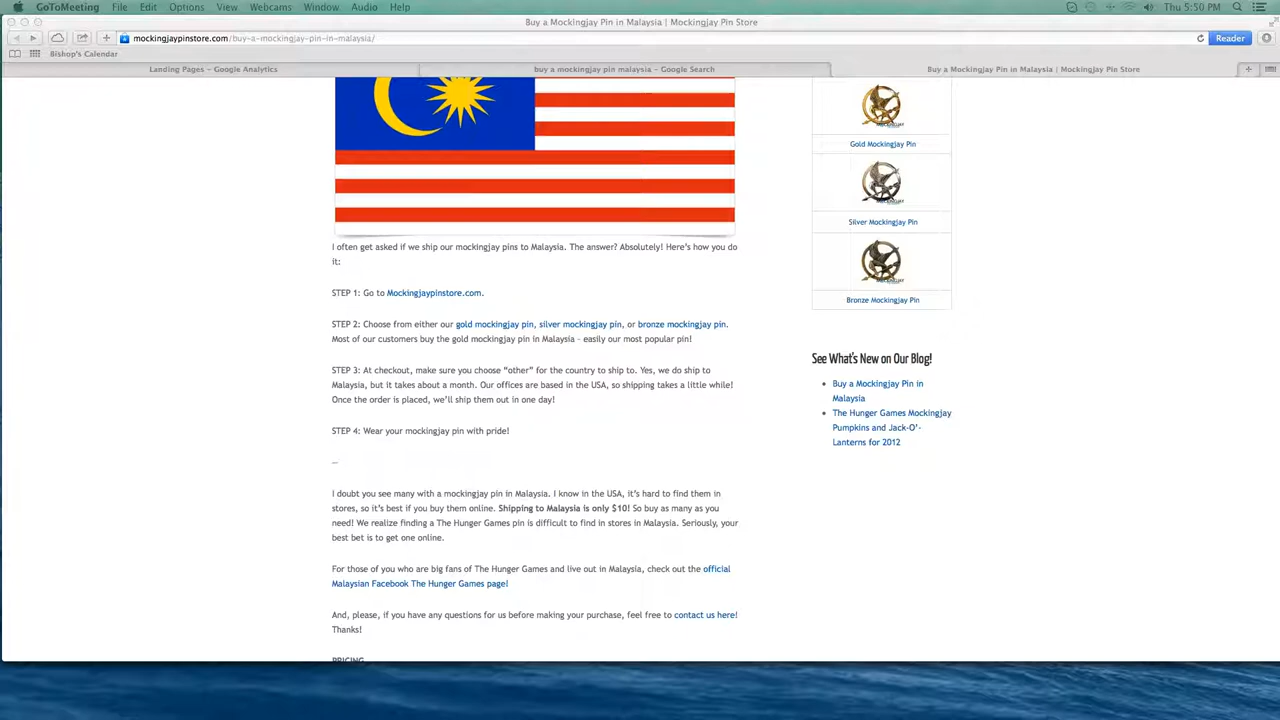 GoToMeeting File Edit Options View Webcams Window Audio Help Thu 5:50 PM
Buy a Mockingjay Pin in Malaysia | Mockingjay Pin Store
mockingjaypinstore.com/buy-a-mockingjay-pin-in-malaysia/ Reader
Bishop's Calendar
Landing Pages – Google Analytics buy a mockingjay pin malaysia – Google Search Buy a Mockingjay Pin in Malaysia | Mockingjay Pin Store
I often get asked if we ship our mockingjay pins to Malaysia. The answer? Absolutely! Here's how you do
it:
STEP 1: Go to Mockingjaypinstore.com.
STEP 2: Choose from either our gold mockingjay pin, silver mockingjay pin, or bronze mockingjay pin.
Most of our customers buy the gold mockingjay pin in Malaysia – easily our most popular pin!
STEP 3: At checkout, make sure you choose "other" for the country to ship to. Yes, we do ship to
Malaysia, but it takes about a month. Our offices are based in the USA, so shipping takes a little while!
Once the order is placed, we'll ship them out in one day!
STEP 4: Wear your mockingjay pin with pride!
—
I doubt you see many with a mockingjay pin in Malaysia. I know in the USA, it's hard to find them in
stores, so it's best if you buy them online. Shipping to Malaysia is only $10! So buy as many as you
need! We realize finding a The Hunger Games pin is difficult to find in stores in Malaysia. Seriously, your
best bet is to get one online.
For those of you who are big fans of The Hunger Games and live out in Malaysia, check out the official
Malaysian Facebook The Hunger Games page!
And, please, if you have any questions for us before making your purchase, feel free to contact us here!
Thanks!
PRICING
Gold Mockingjay Pin
Silver Mockingjay Pin
Bronze Mockingjay Pin
See What's New on Our Blog!
Buy a Mockingjay Pin in
Malaysia
The Hunger Games Mockingjay
Pumpkins and Jack-O'-
Lanterns for 2012